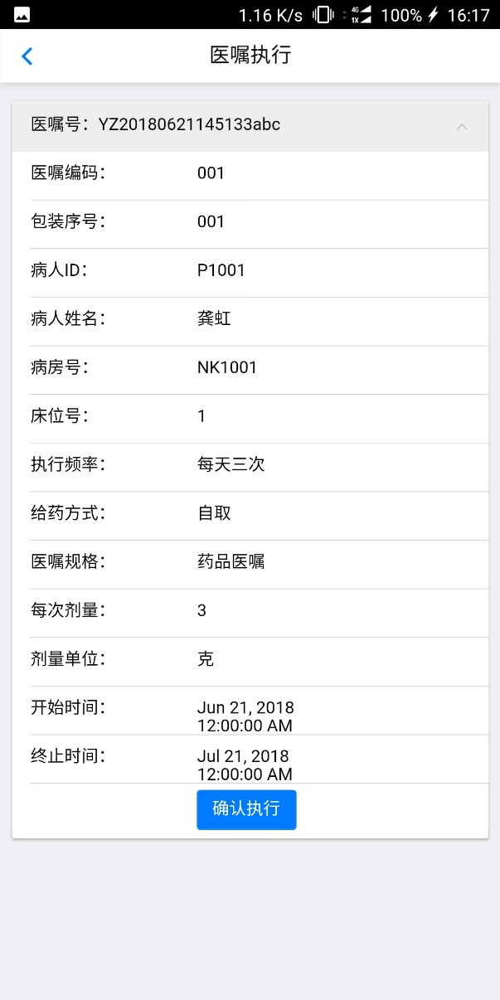 1.16 K/s 4G 1X 100% 16:17
医嘱执行
医嘱号：YZ20180621145133abc
医嘱编码： 001
包装序号： 001
病人ID： P1001
病人姓名： 龚虹
病房号： NK1001
床位号： 1
执行频率： 每天三次
给药方式： 自取
医嘱规格： 药品医嘱
每次剂量： 3
剂量单位： 克
开始时间： Jun 21, 2018
12:00:00 AM
终止时间： Jul 21, 2018
12:00:00 AM
确认执行